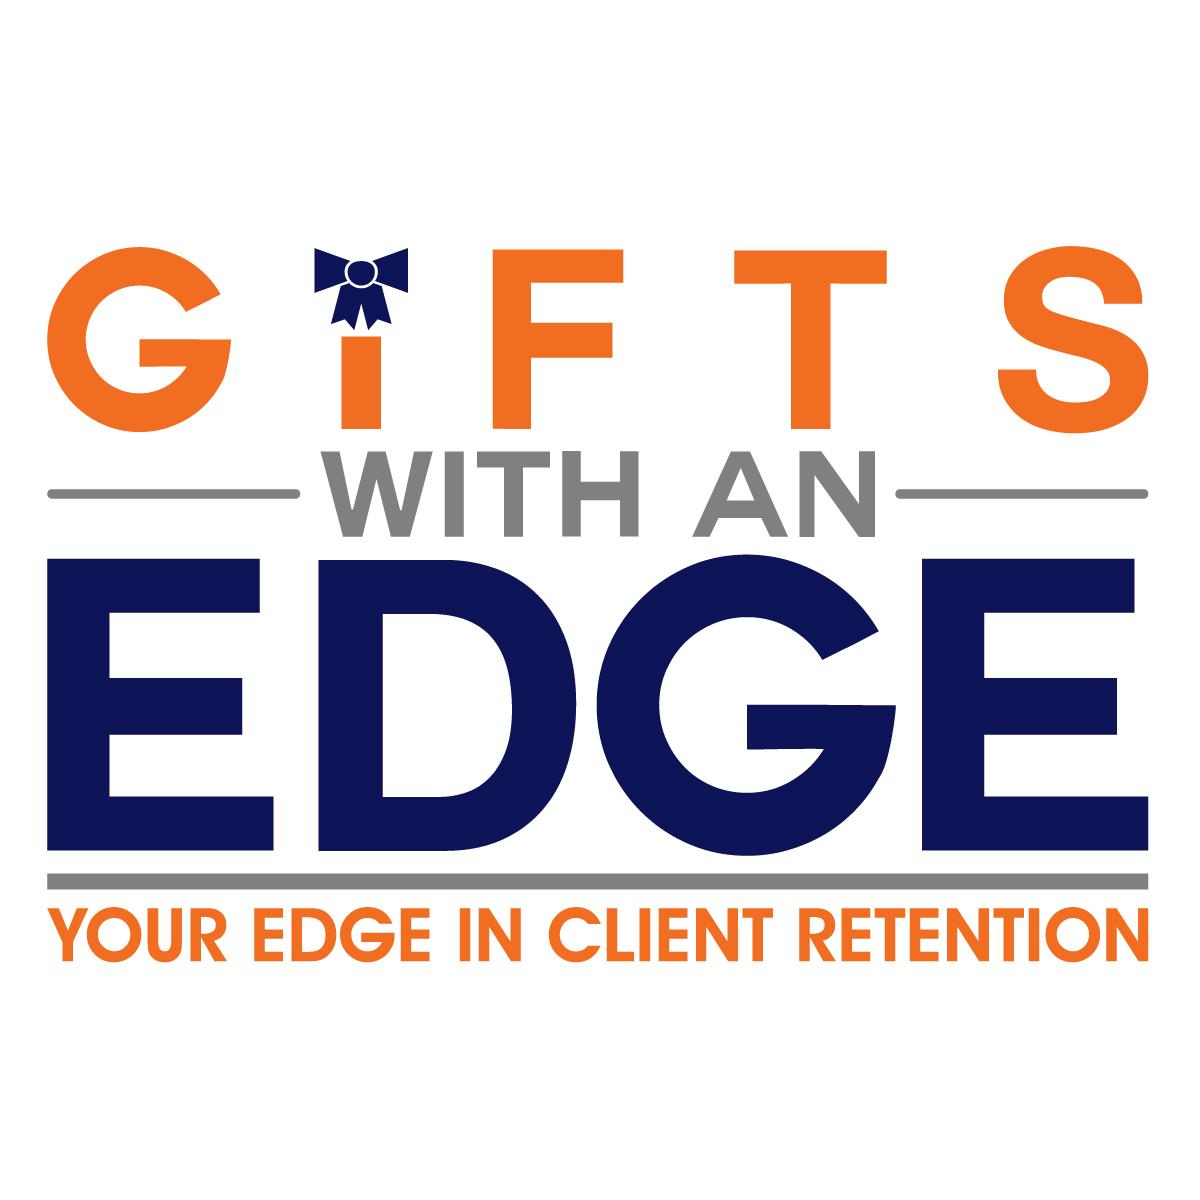 GiFTS
WITH AN
EDGE
YOUR EDGE IN CLIENT RETENTION